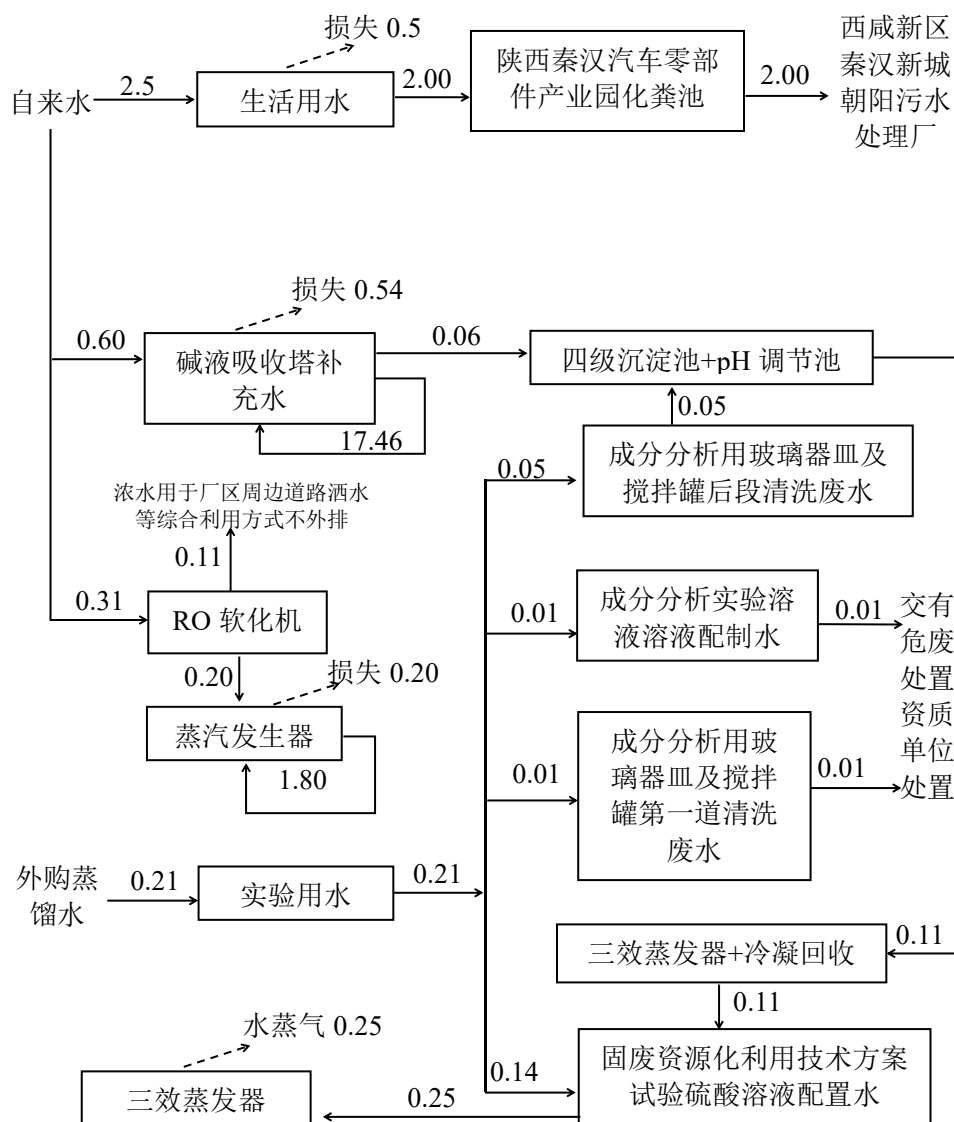 损失 0.5
自来水
2.5
生活用水
2.00
陕西秦汉汽车零部
件产业园化粪池
2.00
西咸新区
秦汉新城
朝阳污水
处理厂
损失 0.54
0.60
碱液吸收塔补
充水
17.46
0.06
四级沉淀池+pH 调节池
0.05
成分分析用玻璃器皿及
搅拌罐后段清洗废水
0.05
浓水用于厂区周边道路洒水
等综合利用方式不外排
0.11
0.31
RO 软化机
0.20
损失 0.20
蒸汽发生器
1.80
0.01
成分分析实验溶
液溶液配制水
0.01
交有
危废
处置
资质
单位
处置
0.01
成分分析用玻
璃器皿及搅拌
罐第一道清洗
废水
0.01
外购蒸
馏水
0.21
实验用水
0.21
三效蒸发器+冷凝回收
0.11
0.11
水蒸气 0.25
三效蒸发器
0.25
0.14
固废资源化利用技术方案
试验硫酸溶液配置水